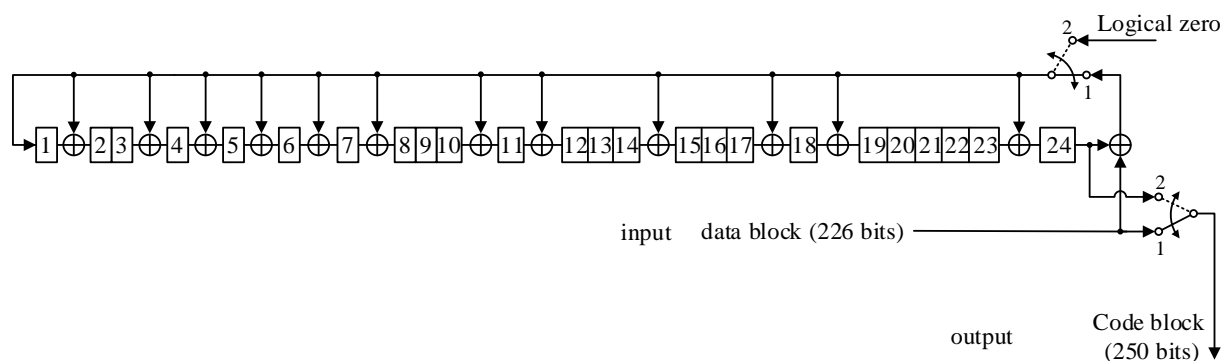 2
Logical zero
1
1 2 3 4 5 6 7 8 9 10 11 12 13 14 15 16 17 18 19 20 21 22 23 24
2
input data block (226 bits)
1
output
Code block
(250 bits)